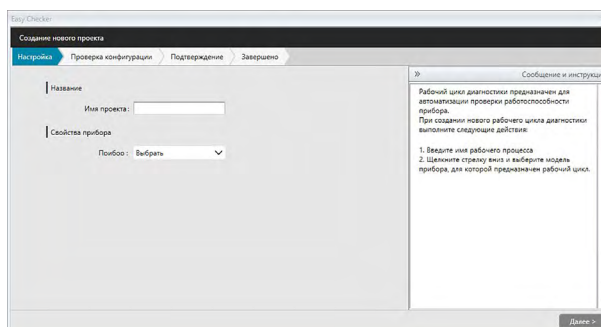 Easy Checker
Создание нового проекта
Настройка
Проверка конфигурации
Подтверждение
Завершено
Название
Имя проекта :
Свойства прибора
Прибор :
Выбрать
»
Сообщение и инструкци
Рабочий цикл диагностики предназначен для
автоматизации проверки работоспособности
прибора.
При создании нового рабочего цикла диагностики
выполните следующие действия:
1. Введите имя рабочего процесса
2. Щелкните стрелку вниз и выберите модель
прибора, для которой предназначен рабочий цикл.
Далее >